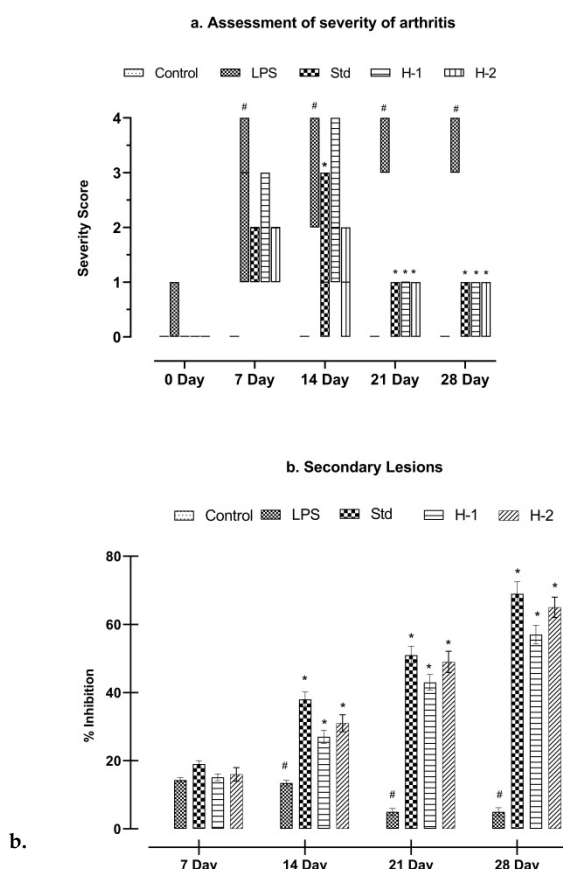 a. Assessment of severity of arthritis
Control LPS Std H-1 H-2
Severity Score
4
3
2
1
0
# # # #
*
* * * * * *
0 Day 7 Day 14 Day 21 Day 28 Day
b. Secondary Lesions
Control LPS Std H-1 H-2
% Inhibition
80
60
40
20
0
# * * *
# * * *
# * * *
b.
7 Day 14 Day 21 Day 28 Day